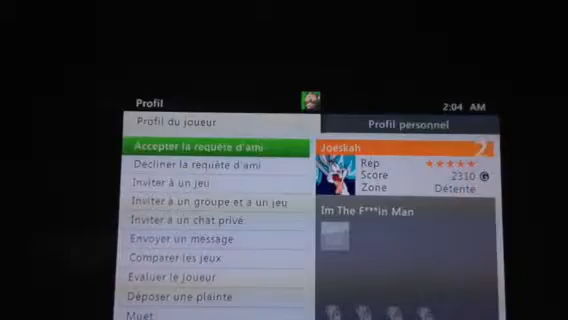 Profil
2:04 AM
Profil du joueur
Profil personnel
Accepter la requête d'ami
Joeskah
2
Décliner la requête d'ami
Rep
Inviter à un jeu
Score 2310 G
Zone Détente
Inviter à un groupe et à un jeu
Im The F***in Man
Inviter à un chat privé
Envoyer un message
Comparer les jeux
Évaluer le joueur
Déposer une plainte
Muet